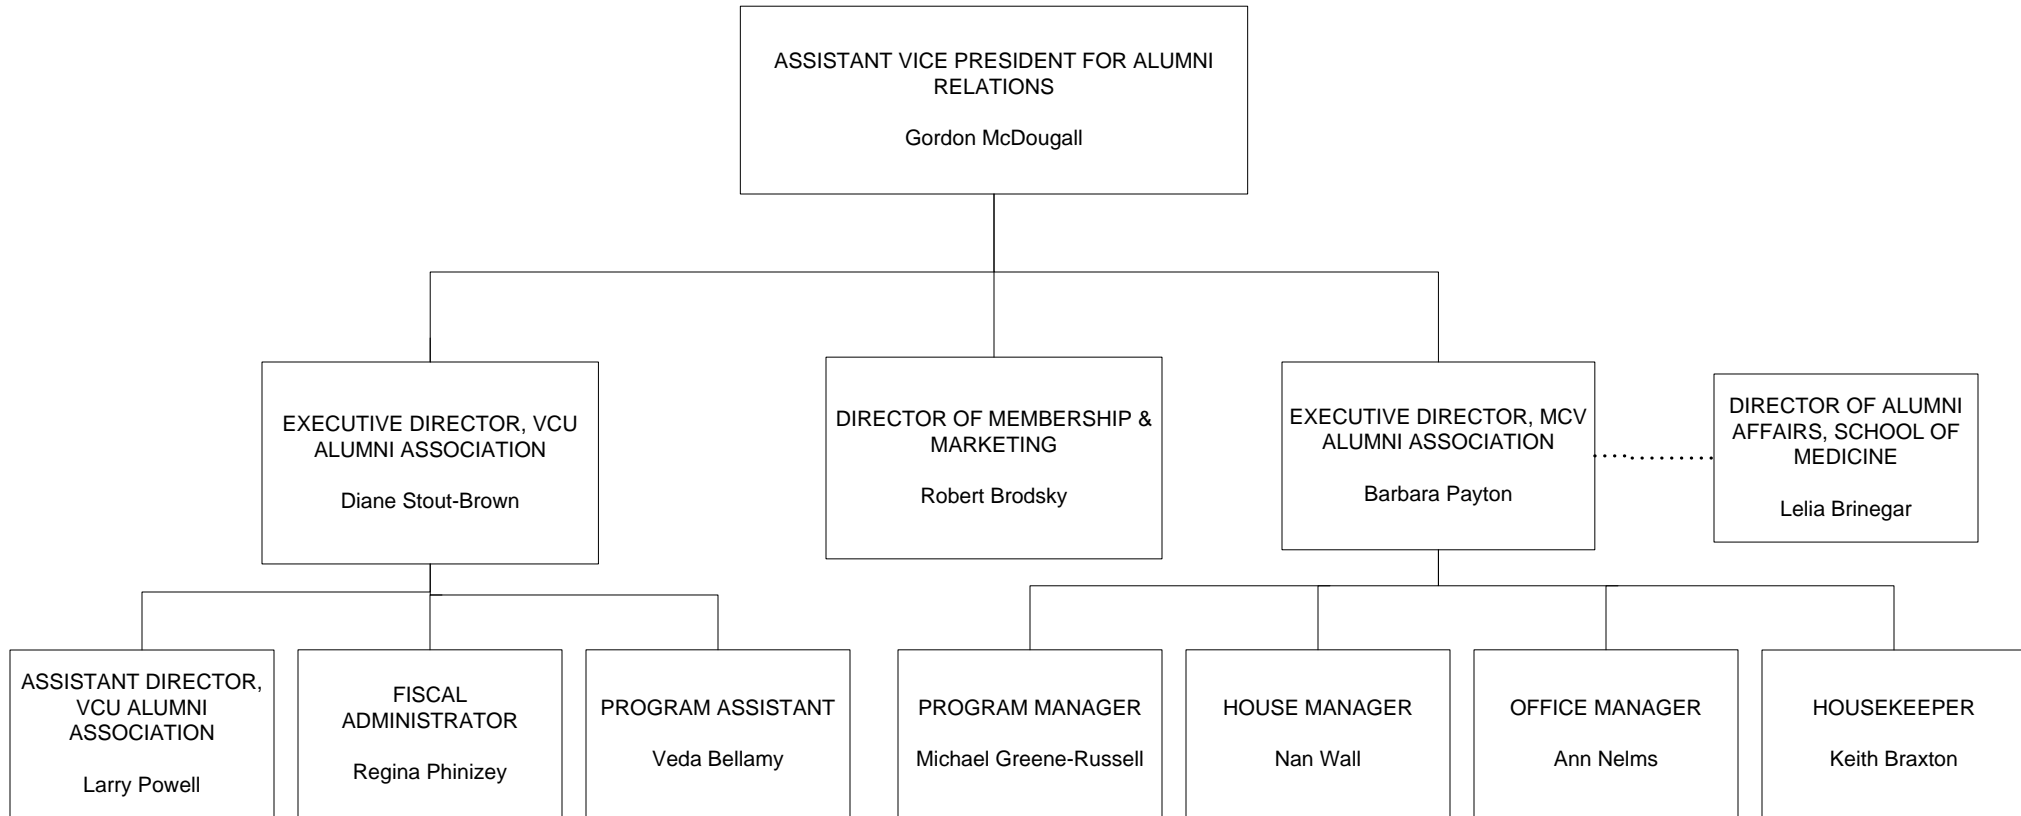 ASSISTANT VICE PRESIDENT FOR ALUMNI
RELATIONS
Gordon McDougall
EXECUTIVE DIRECTOR, VCU
ALUMNI ASSOCIATION
Diane Stout-Brown
DIRECTOR OF MEMBERSHIP &
MARKETING
Robert Brodsky
EXECUTIVE DIRECTOR, MCV
ALUMNI ASSOCIATION
Barbara Payton
DIRECTOR OF ALUMNI
AFFAIRS, SCHOOL OF
MEDICINE
Lelia Brinegar
ASSISTANT DIRECTOR,
VCU ALUMNI
ASSOCIATION
Larry Powell
FISCAL
ADMINISTRATOR
Regina Phinizey
PROGRAM ASSISTANT
Veda Bellamy
PROGRAM MANAGER
Michael Greene-Russell
HOUSE MANAGER
Nan Wall
OFFICE MANAGER
Ann Nelms
HOUSEKEEPER
Keith Braxton